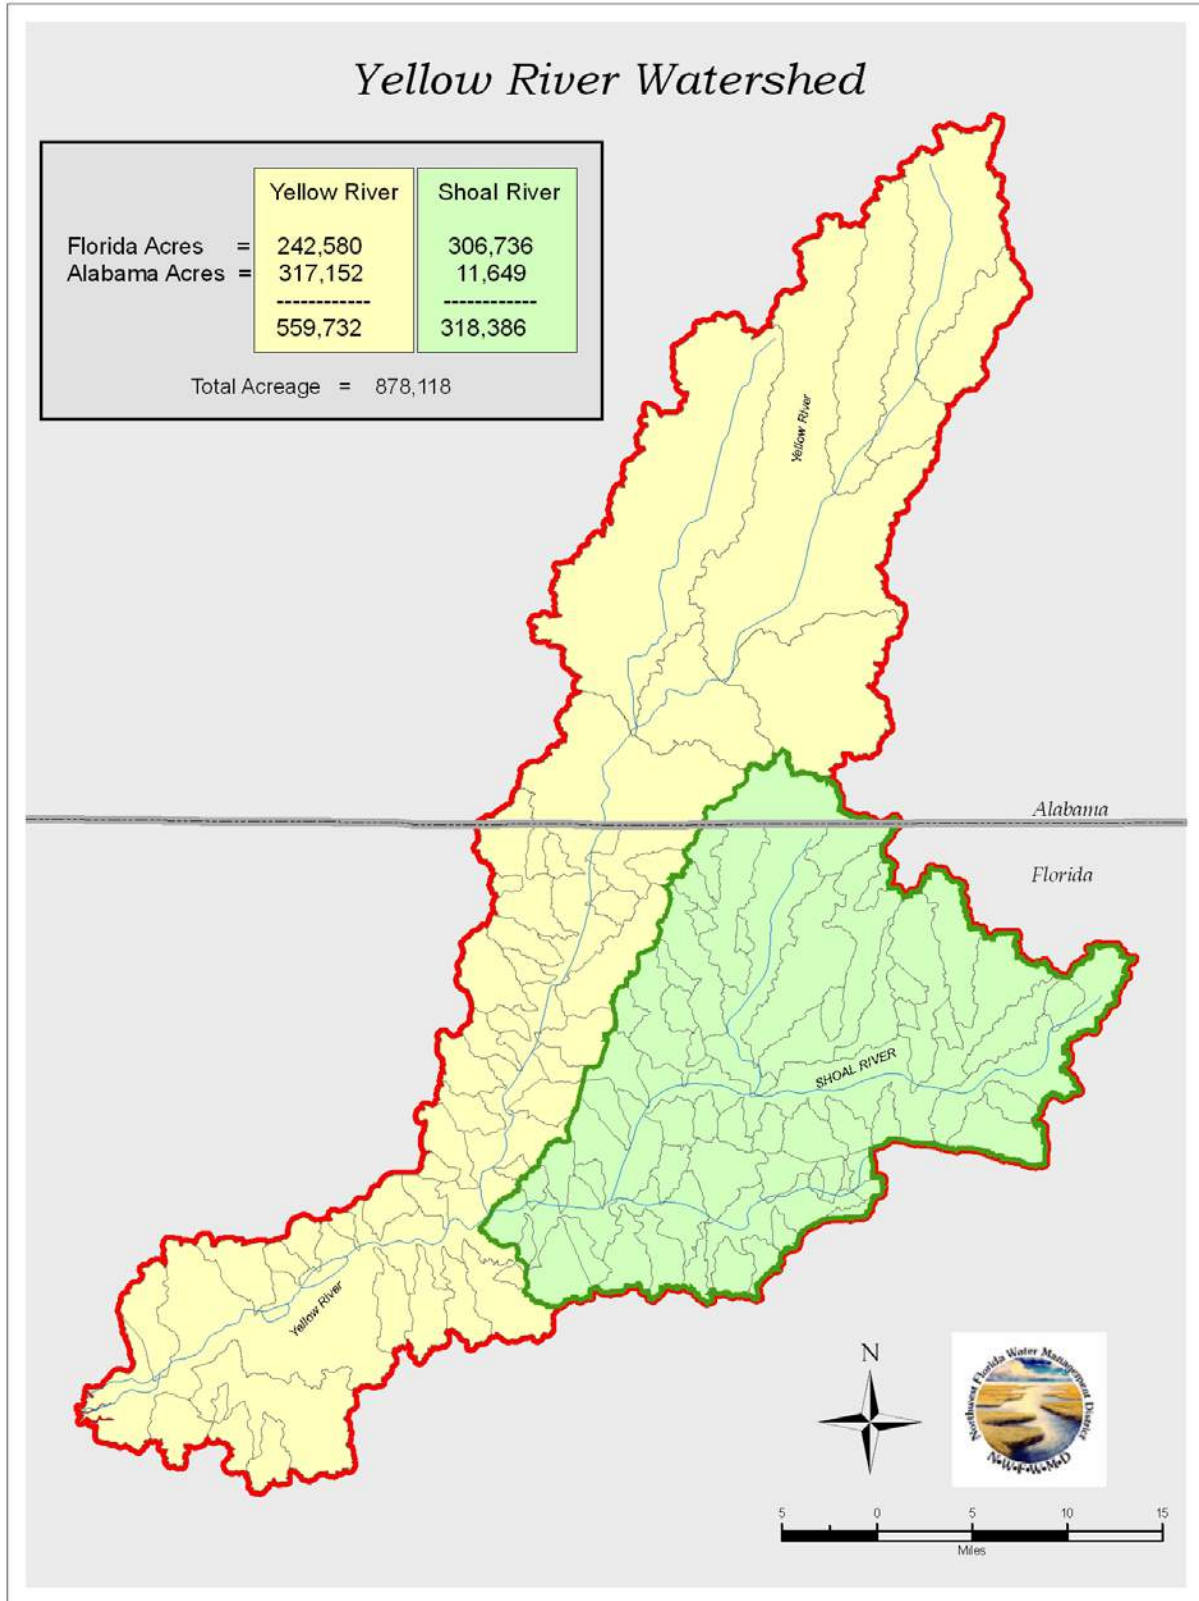 Yellow River Watershed
Yellow River Shoal River
Florida Acres = 242,580 306,736
Alabama Acres = 317,152 11,649
------------ ------------
559,732 318,386
Total Acreage = 878,118
Yellow River
Alabama
Florida
SHOAL RIVER
Yellow River
N
Northwest Florida Water Management District
N•W•F•W•M•D
5 0 5 10 15
Miles